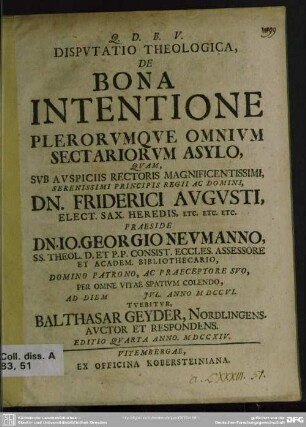 Q. D. B. V.
DISPVTATIO THEOLOGICA,
DE
BONA
INTENTIONE
PLERORVMQVE OMNIVM
SECTARIORVM ASYLO,
QVAM,
SVB AVSPICIIS RECTORIS MAGNIFICENTISSIMI,
SERENISSIMI PRINCIPIS REGII AC DOMINI,
DN. FRIDERICI AVGVSTI,
ELECT. SAX. HEREDIS, ETC. ETC. ETC.
PRAESIDE
DN. IO. GEORGIO NEVMANNO,
SS. THEOL. D. ET P. P. CONSIST. ECCLES. ASSESSORE
ET ACADEM. BIBLIOTHECARIO,
DOMINO PATRONO, AC PRAECEPTORE SVO,
PER OMNE VITAE SPATIVM COLENDO,
AD DIEM JVL. ANNO MDCCVI.
TVEBITVR
BALTHASAR GEYDER, NORDLINGENS.
AVCTOR ET RESPONDENS.
EDITIO QVARTA ANNO. MDCCXIV.
VITEMBERGAE,
EX OFFICINA KOBERSTEINIANA.
Coll. diss. A
83, 51
DFG